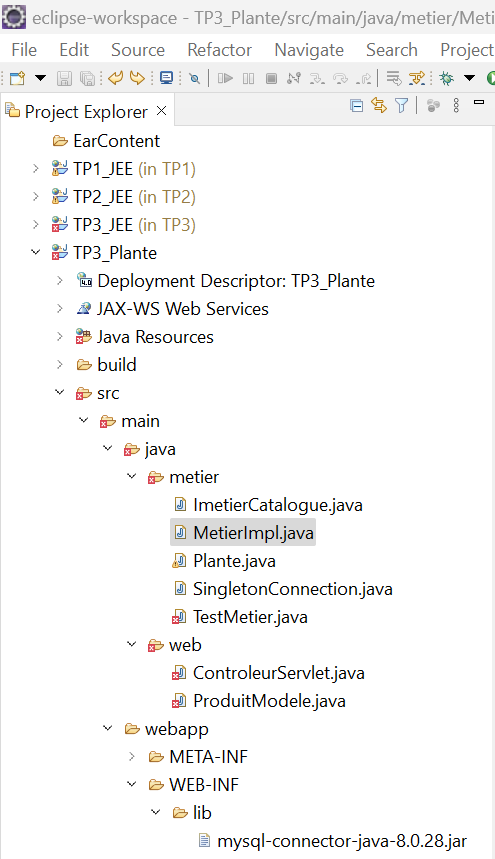 eclipse-workspace - TP3_Plante/src/main/java/metier/Meti
File Edit Source Refactor Navigate Search Project
Project Explorer
EarContent
TP1_JEE (in TP1)
TP2_JEE (in TP2)
TP3_JEE (in TP3)
TP3_Plante
Deployment Descriptor: TP3_Plante
JAX-WS Web Services
Java Resources
build
src
main
java
metier
ImetierCatalogue.java
MetierImpl.java
Plante.java
SingletonConnection.java
TestMetier.java
web
ControleurServlet.java
ProduitModele.java
webapp
META-INF
WEB-INF
lib
mysql-connector-java-8.0.28.jar